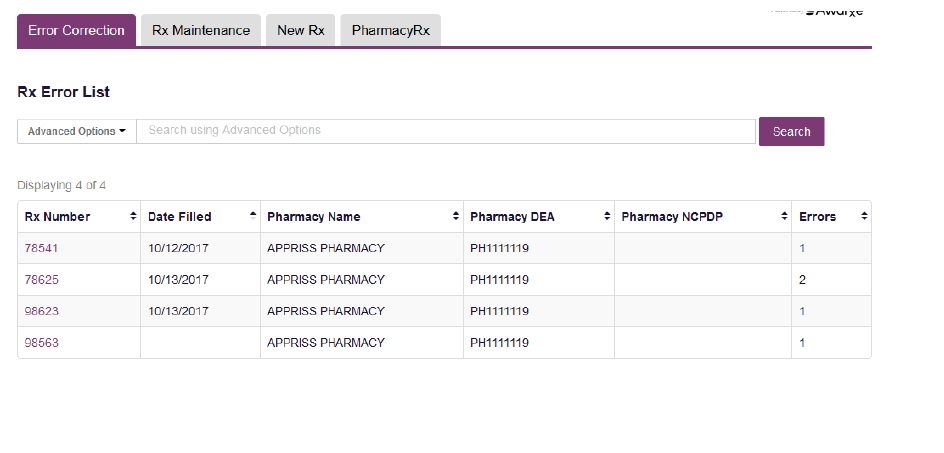 Error Correction Rx Maintenance New Rx PharmacyRx
Rx Error List
Advanced Options Search using Advanced Options Search
Displaying 4 of 4
Rx Number Date Filled Pharmacy Name Pharmacy DEA Pharmacy NCPDP Errors
78541 10/12/2017 APPRISS PHARMACY PH1111119 1
78625 10/13/2017 APPRISS PHARMACY PH1111119 2
98623 10/13/2017 APPRISS PHARMACY PH1111119 1
98563 APPRISS PHARMACY PH1111119 1